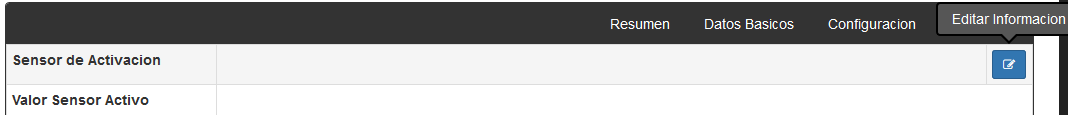 Resumen Datos Basicos Configuracion Editar Informacion
Sensor de Activacion
Valor Sensor Activo